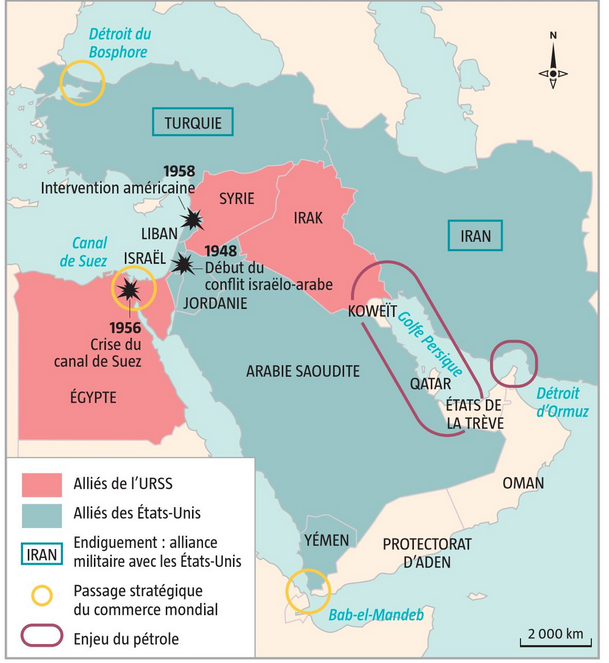 Détroit du
Bosphore
N
TURQUIE
1958
Intervention américaine
SYRIE
IRAK
IRAN
LIBAN
Canal
de Suez
ISRAËL
1948
Début du
conflit israélo-arabe
JORDANIE
KOWEÏT
Golfe Persique
1956
Crise du
canal de Suez
ARABIE SAOUDITE
QATAR
ÉGYPTE
ÉTATS DE
LA TRÈVE
Détroit
d'Ormuz
OMAN
YÉMEN
PROTECTORAT
D'ADEN
Bab-el-Mandeb
2 000 km
Alliés de l'URSS
Alliés des États-Unis
IRAN
Endiguement : alliance
militaire avec les États-Unis
Passage stratégique
du commerce mondial
Enjeu du pétrole